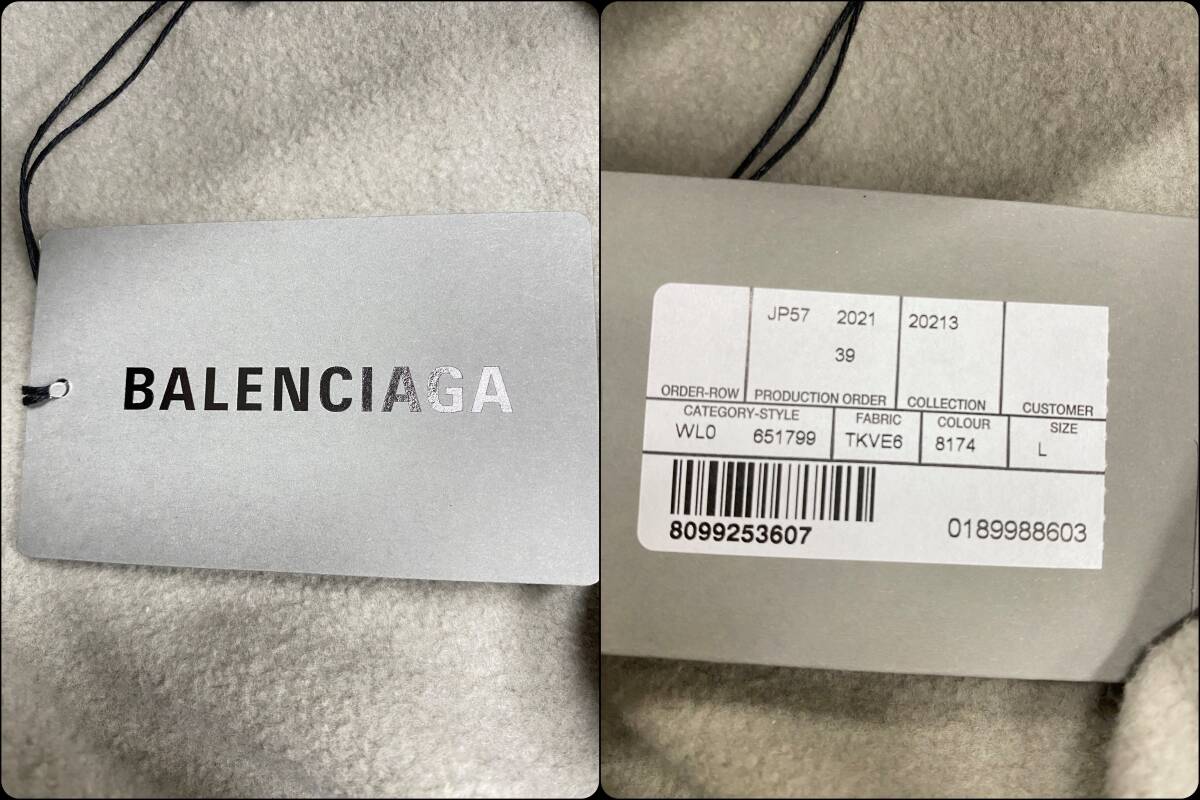 BALENCIAGA
JP57 2021 20213
39
ORDER-ROW PRODUCTION ORDER COLLECTION CUSTOMER
CATEGORY-STYLE FABRIC COLOUR SIZE
WL0 651799 TKVE6 8174 L
8099253607 0189988603